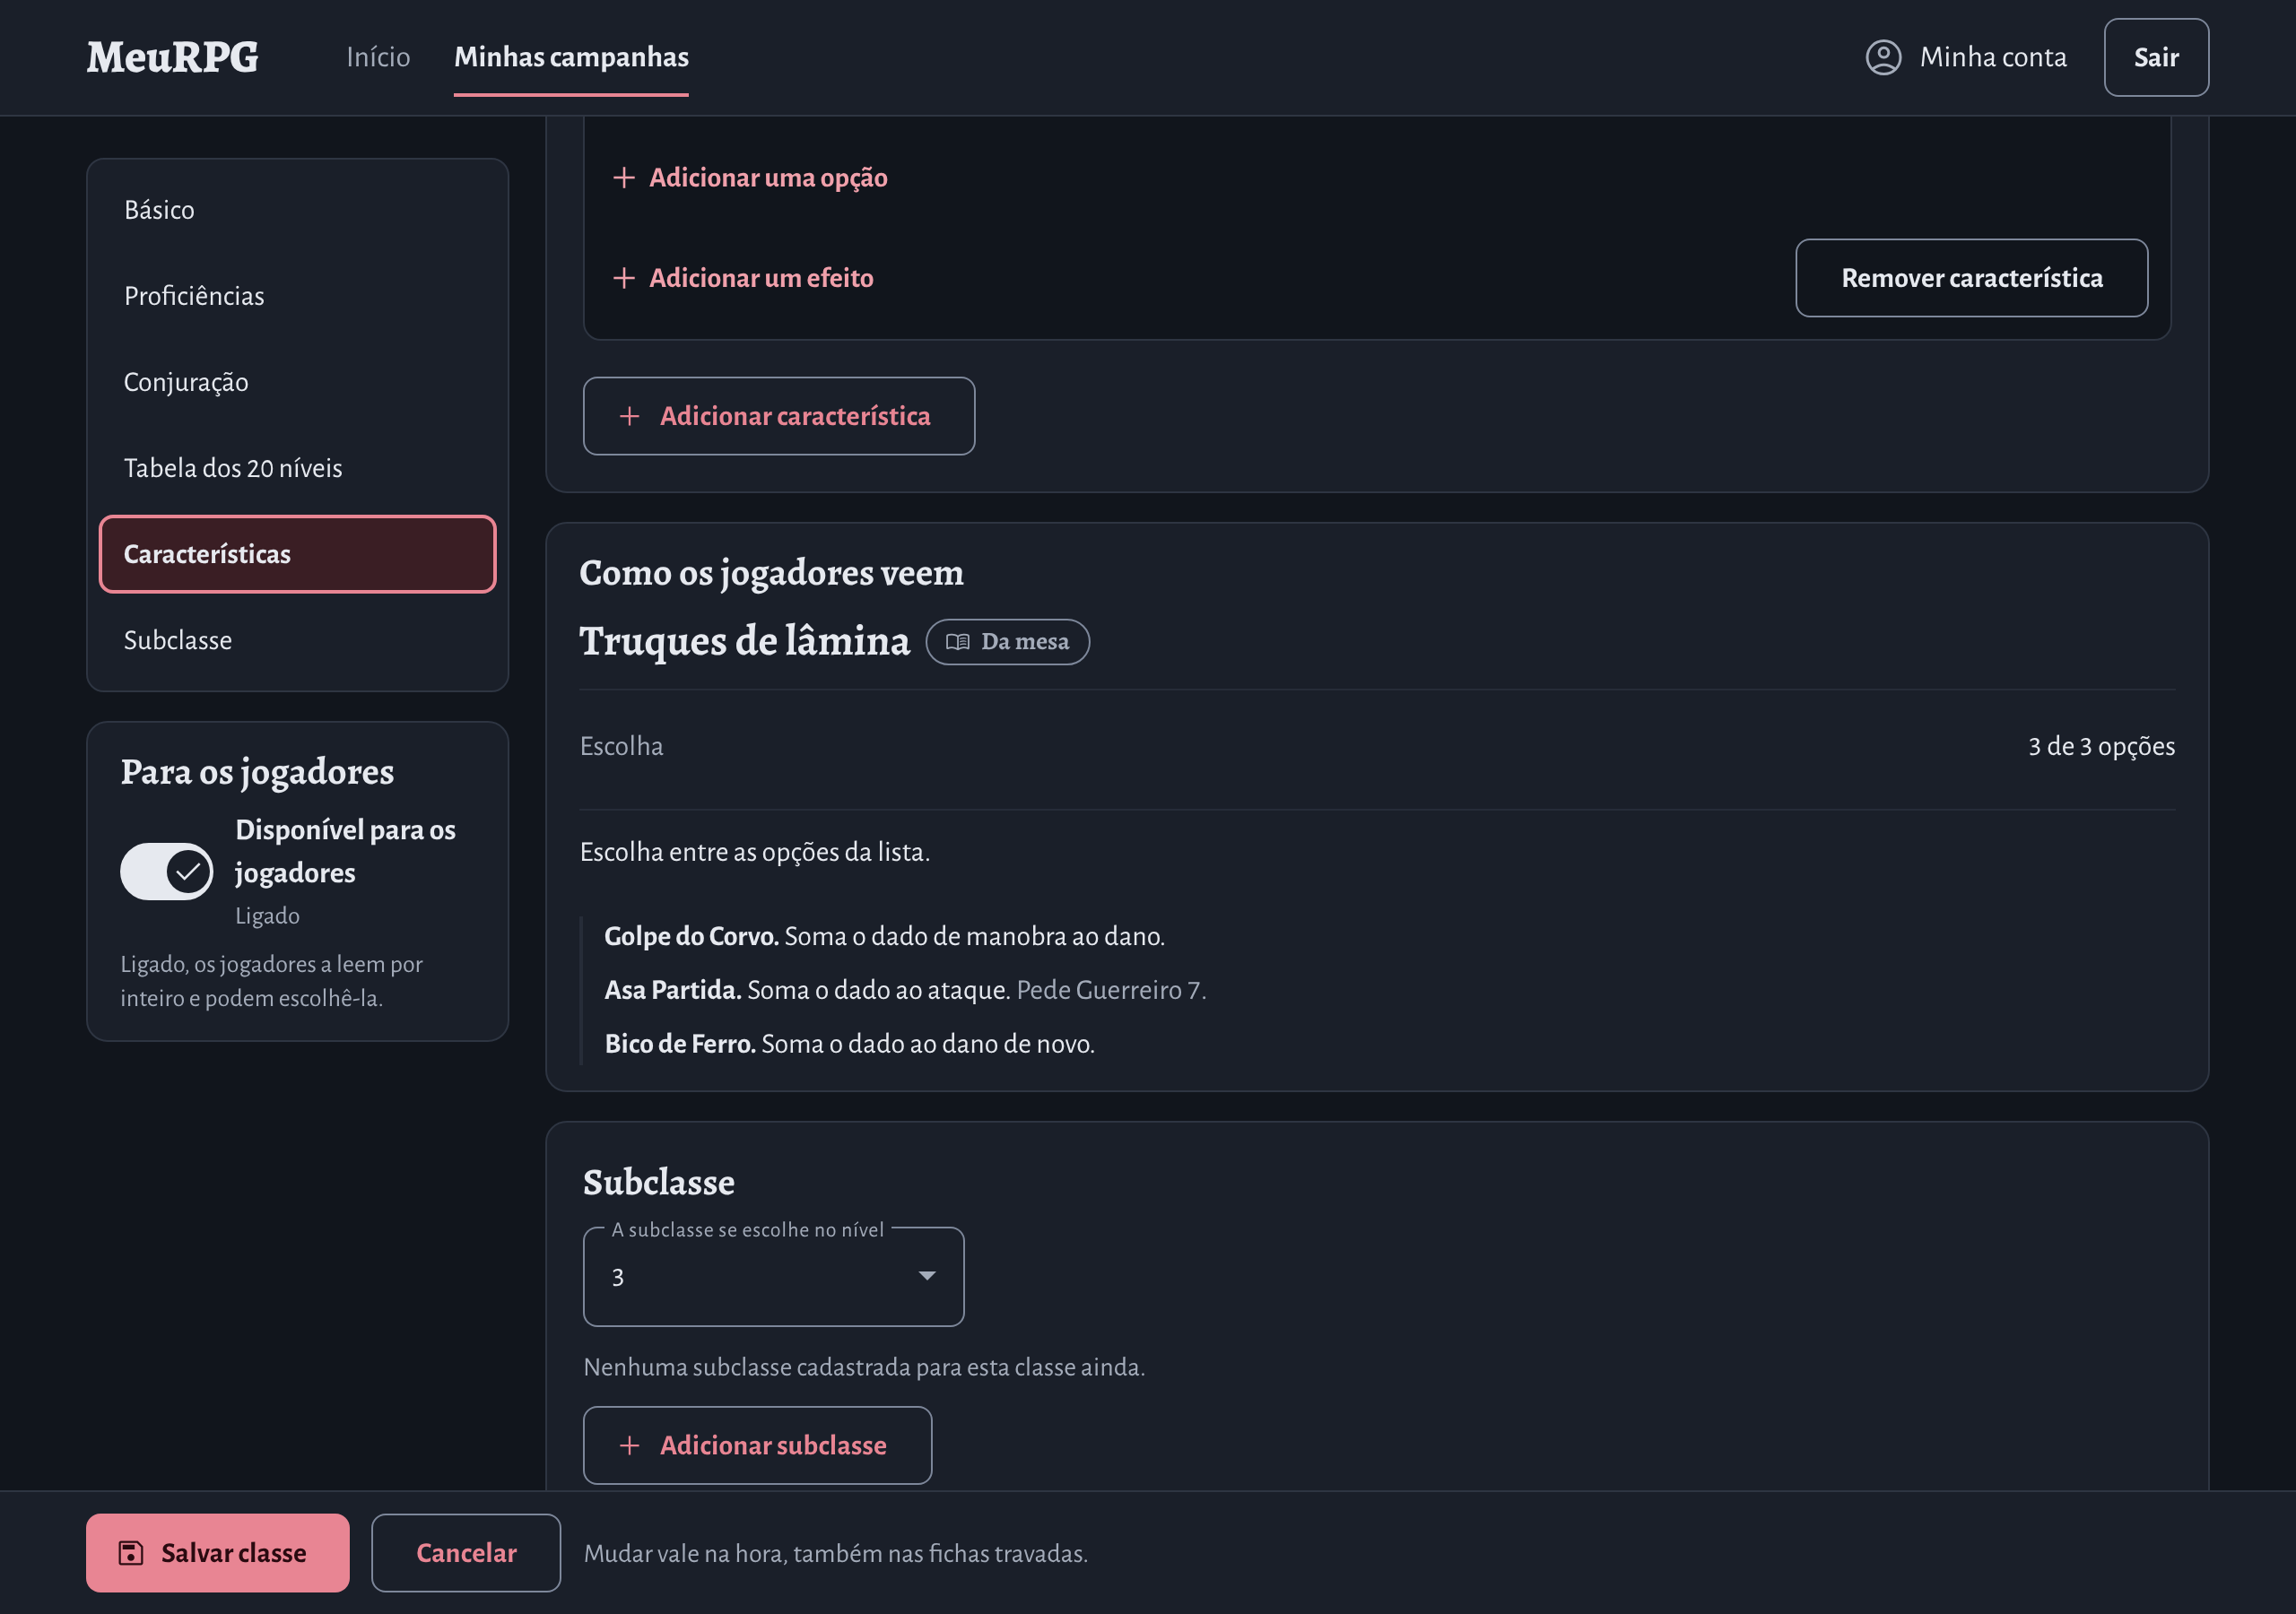 MeuRPG
Início
Minhas campanhas
Minha conta
Sair
Básico
Proficiências
Conjuração
Tabela dos 20 níveis
Características
Subclasse
Para os jogadores
Disponível para os
jogadores
Ligado
Ligado, os jogadores a leem por
inteiro e podem escolhê-la.
Adicionar uma opção
Adicionar um efeito
Remover característica
Adicionar característica
Como os jogadores veem
Truques de lâmina
Da mesa
Escolha
3 de 3 opções
Escolha entre as opções da lista.
Golpe do Corvo. Soma o dado de manobra ao dano.
Asa Partida. Soma o dado ao ataque. Pede Guerreiro 7.
Bico de Ferro. Soma o dado ao dano de novo.
Subclasse
A subclasse se escolhe no nível
3
Nenhuma subclasse cadastrada para esta classe ainda.
Adicionar subclasse
Salvar classe
Cancelar
Mudar vale na hora, também nas fichas travadas.